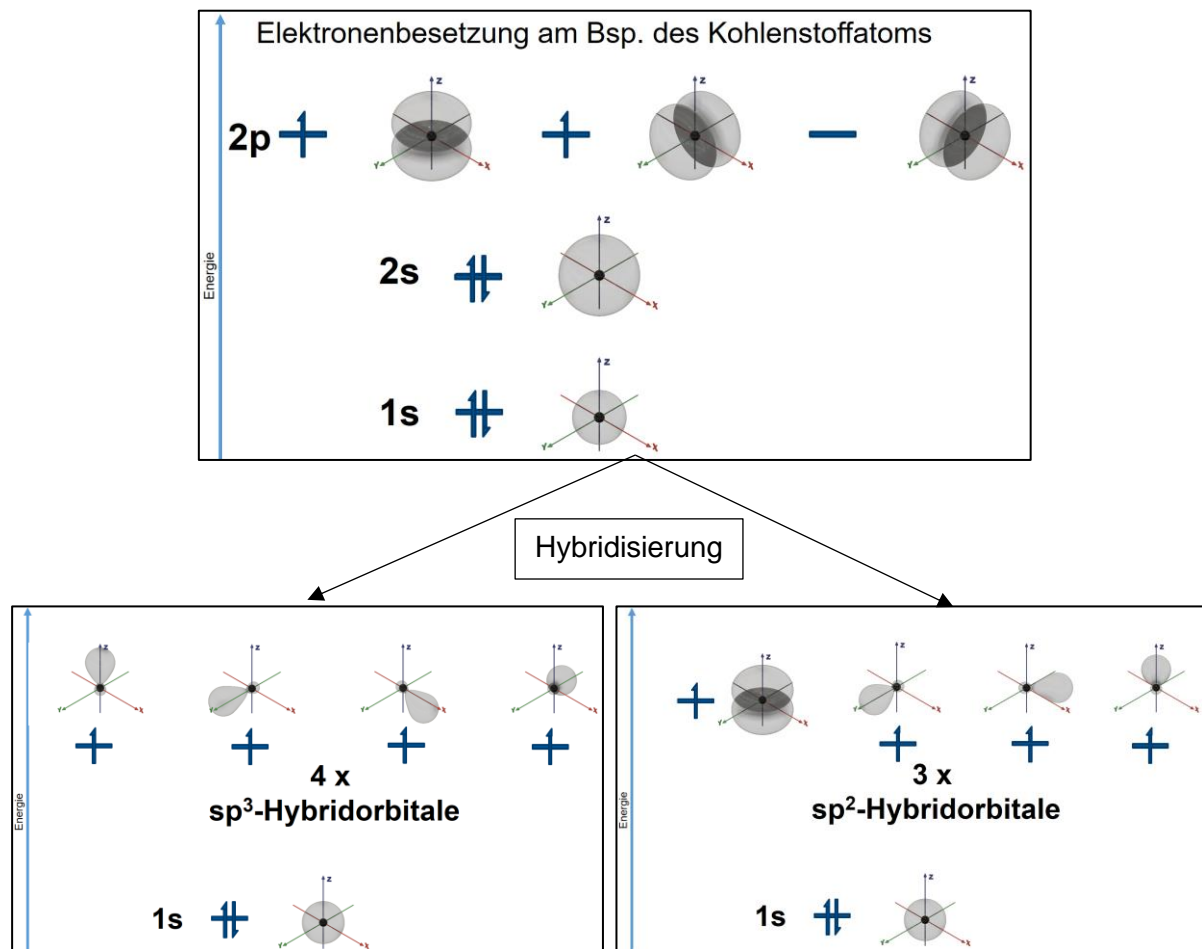 Elektronenbesetzung am Bsp. des Kohlenstoffatoms
2p
z
Y
X
z
Y
X
z
Y
X
2s
z
Y
X
Energie
1s
z
Y
X
Hybridisierung
Energie
z
Y
X
z
Y
X
z
Y
X
z
Y
X
4 x
sp³-Hybridorbitale
1s
z
Y
X
Energie
z
Y
X
z
Y
X
z
Y
X
z
Y
X
3 x
sp²-Hybridorbitale
1s
z
Y
X